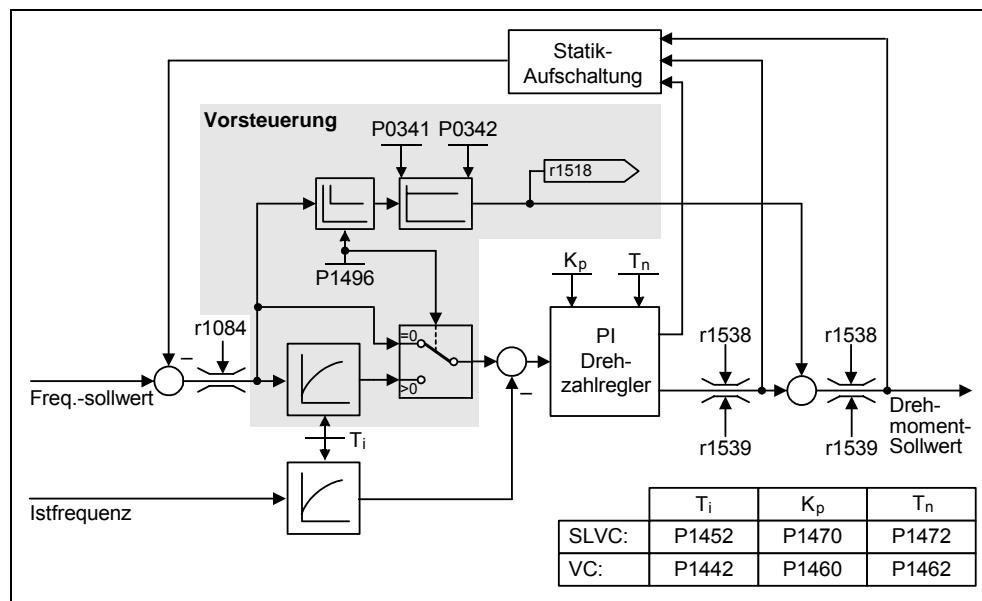 Statik-
Aufschaltung
Vorsteuerung
P0341 P0342
r1518
P1496
Kp Tn
r1084
=0
>0
PI
Dreh-
zahlregler
r1538 r1538
Freq.-sollwert
r1539 r1539
Dreh-
moment-
Sollwert
Ti
Istfrequenz
Ti Kp Tn
SLVC: P1452 P1470 P1472
VC: P1442 P1460 P1462